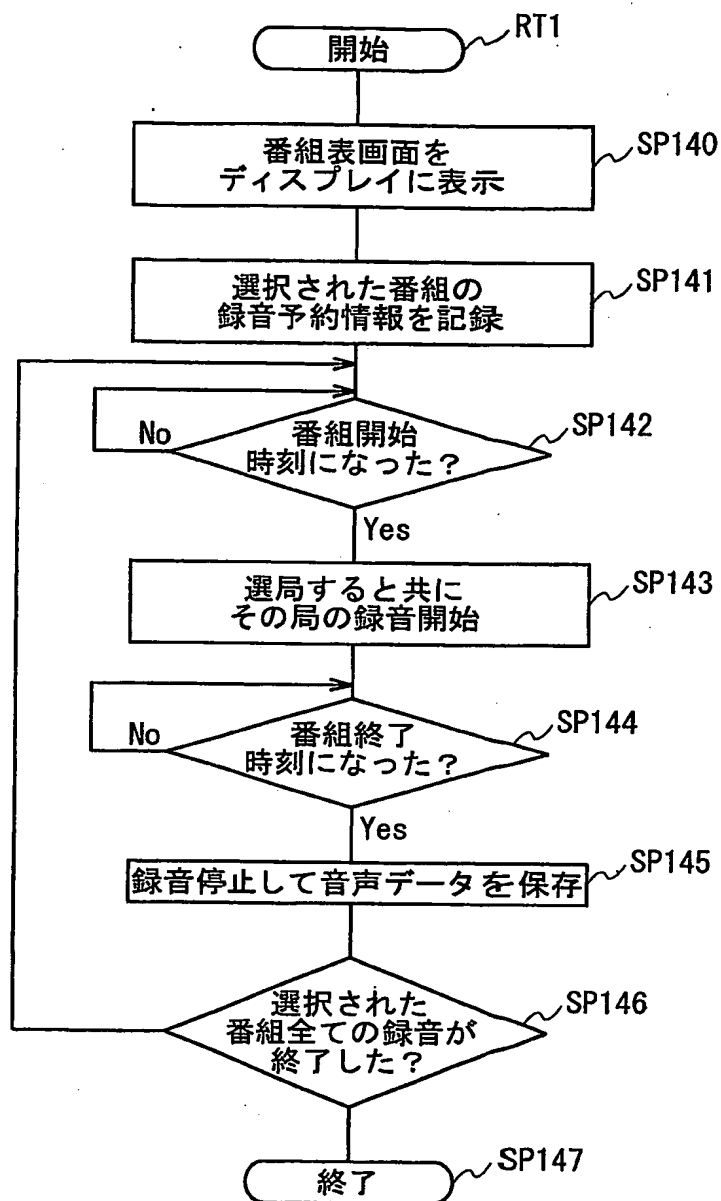 開始
RT1
番組表画面を
ディスプレイに表示
SP140
選択された番組の
録音予約情報を記録
SP141
番組開始
時刻になった？
SP142
No
Yes
選局すると共に
その局の録音開始
SP143
番組終了
時刻になった？
SP144
No
Yes
録音停止して音声データを保存
SP145
選択された
番組全ての録音が
終了した？
SP146
終了
SP147